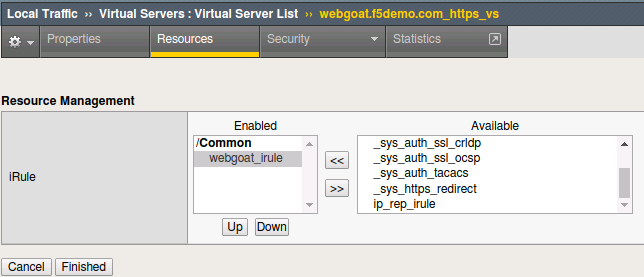 Local Traffic ›› Virtual Servers : Virtual Server List ›› webgoat.f5demo.com_https_vs
Properties Resources Security Statistics
Resource Management
Enabled Available
iRule
/Common
webgoat_irule
<<
>>
_sys_auth_ssl_crldp
_sys_auth_ssl_ocsp
_sys_auth_tacacs
_sys_https_redirect
ip_rep_irule
Up Down
Cancel Finished